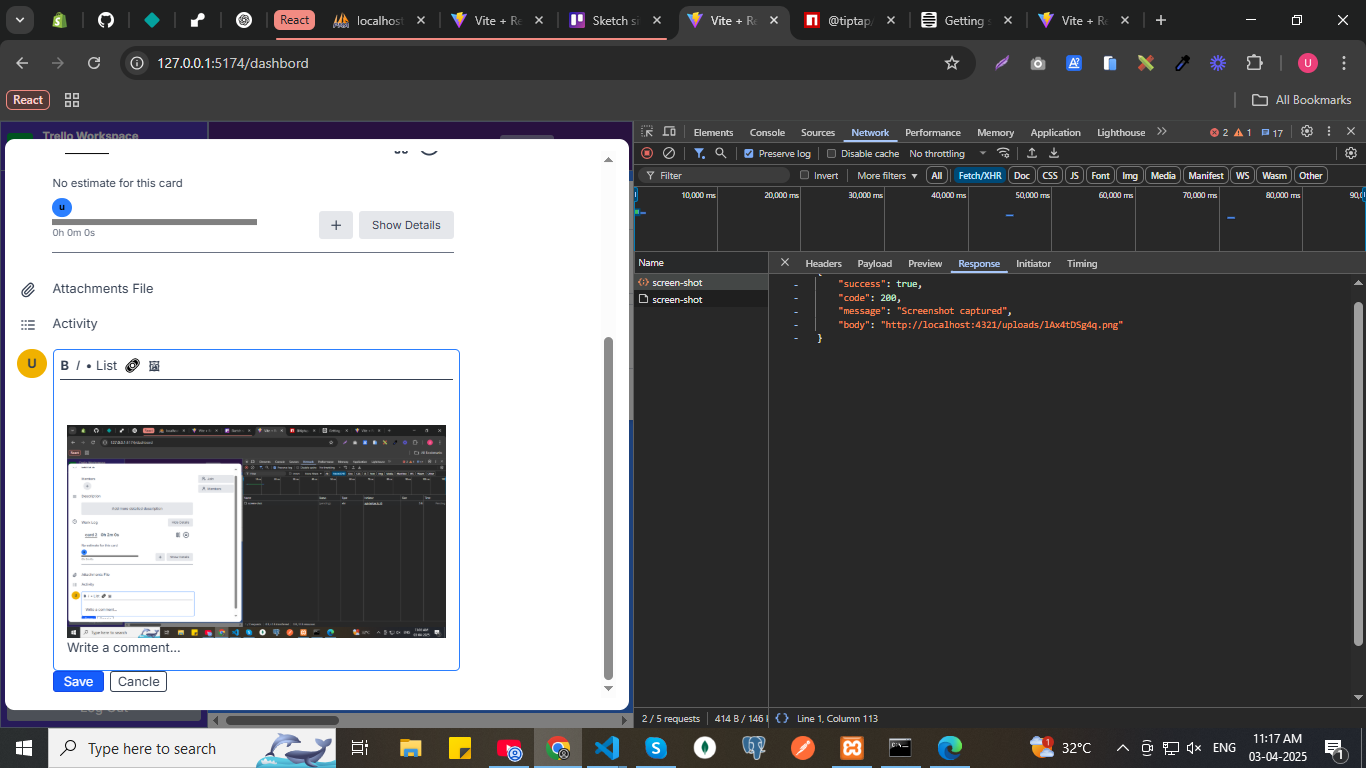 React
localhost
Vite + Re
Sketch si
Vite + Re
@tiptap/
Getting s
Vite + Re
127.0.0.1:5174/dashbord
U
React
All Bookmarks
Trello Workspace
No estimate for this card
u
0h 0m 0s
+
Show Details
Attachments File
Activity
U
B / • List
Write a comment...
Save
Cancle
Log Out
Elements
Console
Sources
Network
Performance
Memory
Application
Lighthouse
2
1
17
Preserve log
Disable cache
No throttling
Filter
Invert
More filters
All
Fetch/XHR
Doc
CSS
JS
Font
Img
Media
Manifest
WS
Wasm
Other
10,000 ms
20,000 ms
30,000 ms
40,000 ms
50,000 ms
60,000 ms
70,000 ms
80,000 ms
90,0
Name
Headers
Payload
Preview
Response
Initiator
Timing
screen-shot
screen-shot
"success": true,
"code": 200,
"message": "Screenshot captured",
"body": "http://localhost:4321/uploads/lAx4tDSg4q.png"
}
2 / 5 requests
414 B / 146
{ } Line 1, Column 113
Type here to search
1
32°C
ENG
11:17 AM
03-04-2025
1